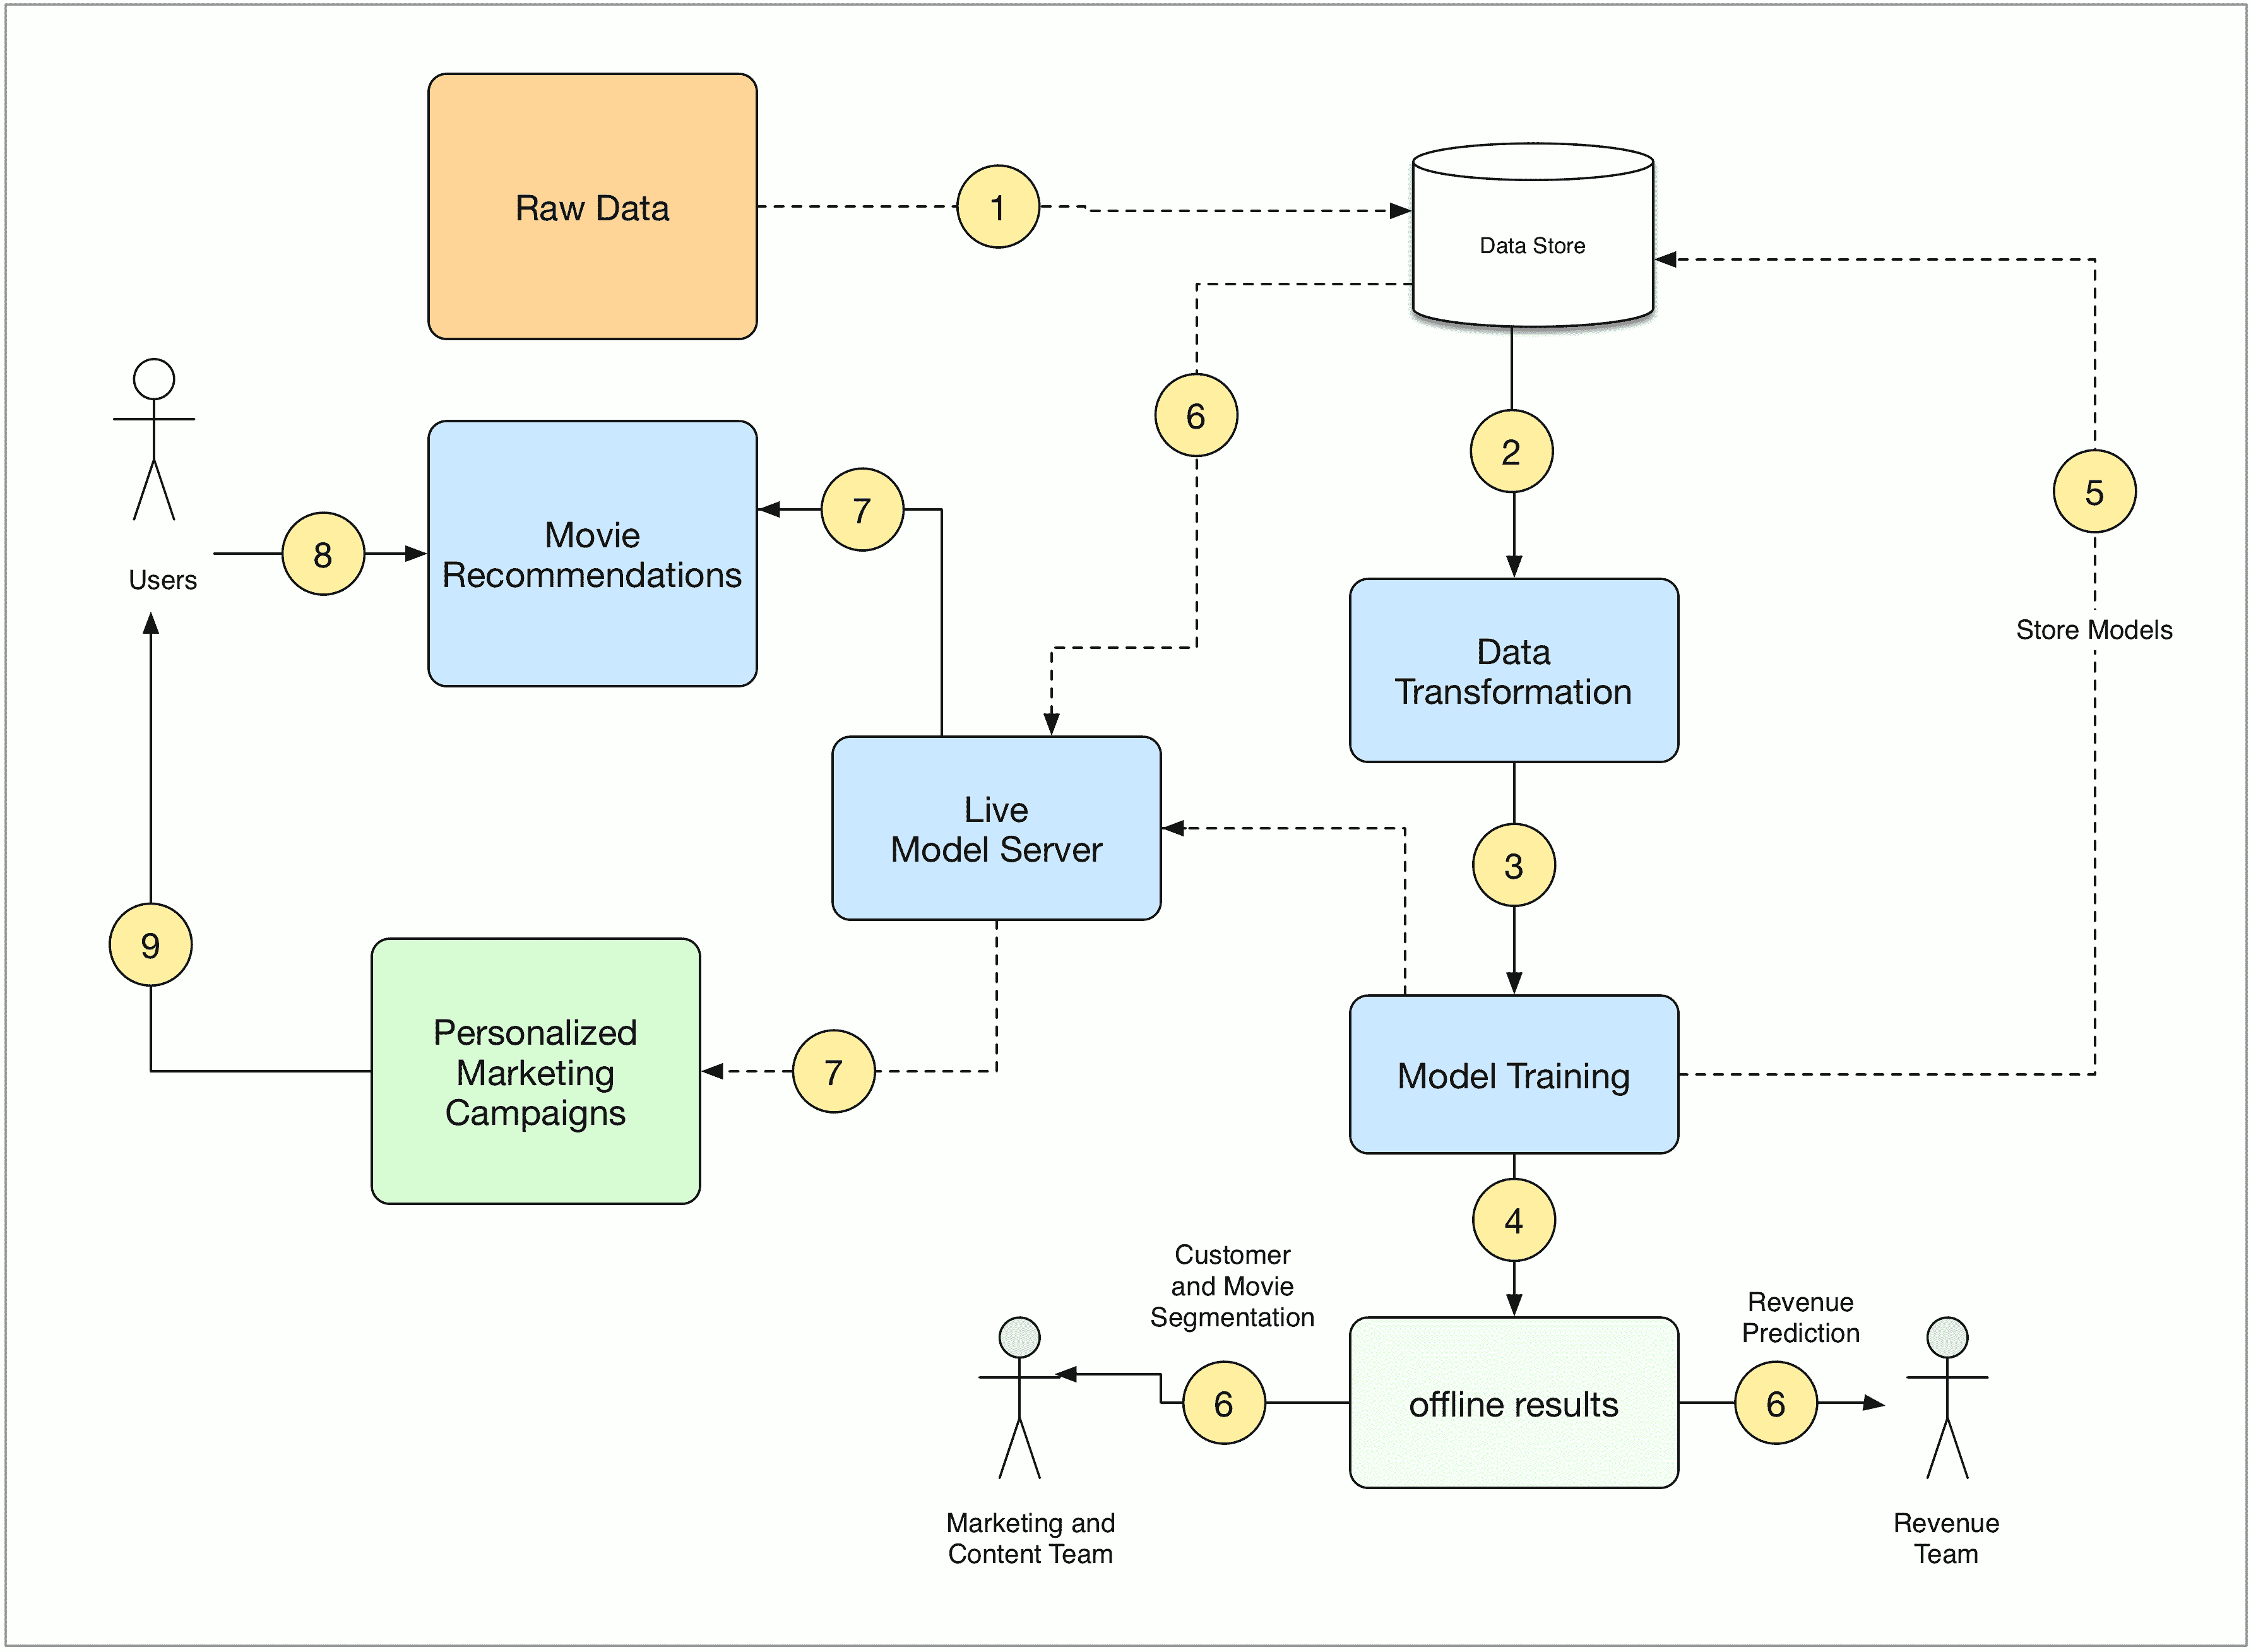 Raw Data
1
Data Store
6
2
5
7
Movie
Recommendations
8
Users
Store Models
Data
Transformation
Live
Model Server
3
9
Personalized
Marketing
Campaigns
7
Model Training
4
Customer
and Movie
Segmentation
Revenue
Prediction
6
offline results
6
Marketing and
Content Team
Revenue
Team